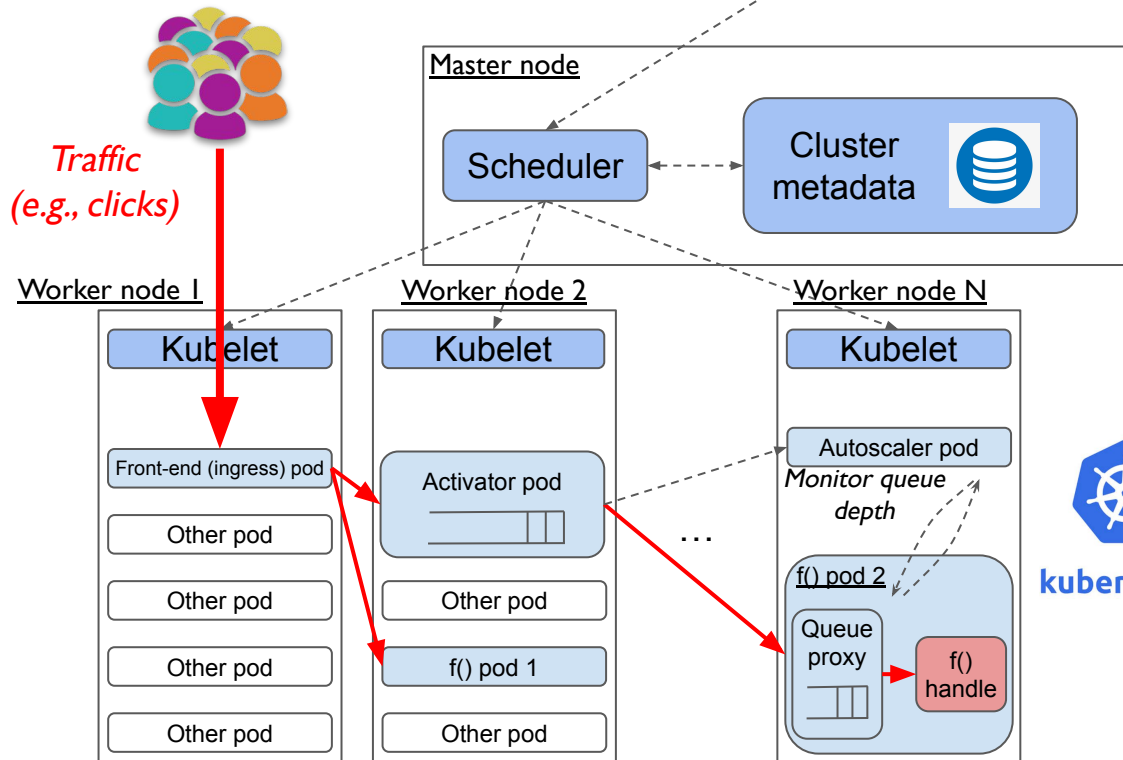 Master node
Scheduler
Cluster
metadata
Traffic
(e.g., clicks)
Worker node 1
Worker node 2
Worker node N
Kubelet
Kubelet
Kubelet
Front-end (ingress) pod
Other pod
Other pod
Other pod
Other pod
Activator pod
Other pod
f() pod 1
Other pod
...
Autoscaler pod
Monitor queue
depth
f() pod 2
Queue
proxy
f()
handle
kuber